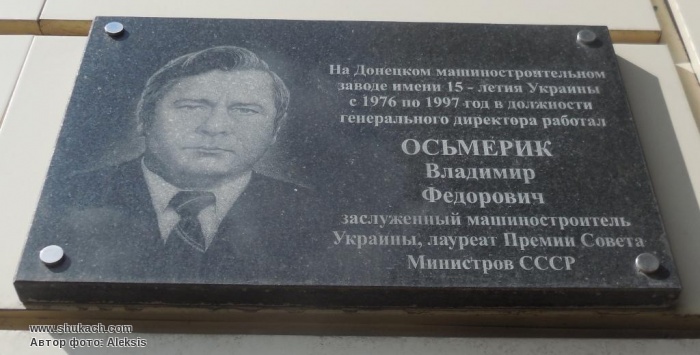 На Донецком машиностроительном
заводе имени 15 - летия Украины
с 1976 по 1997 год в должности
генерального директора работал
ОСЬМЕРИК
Владимир
Федорович
заслуженный машиностроитель
Украины, лауреат Премии Совета
Министров СССР
www.shukach.com
Автор фото: Aleksis